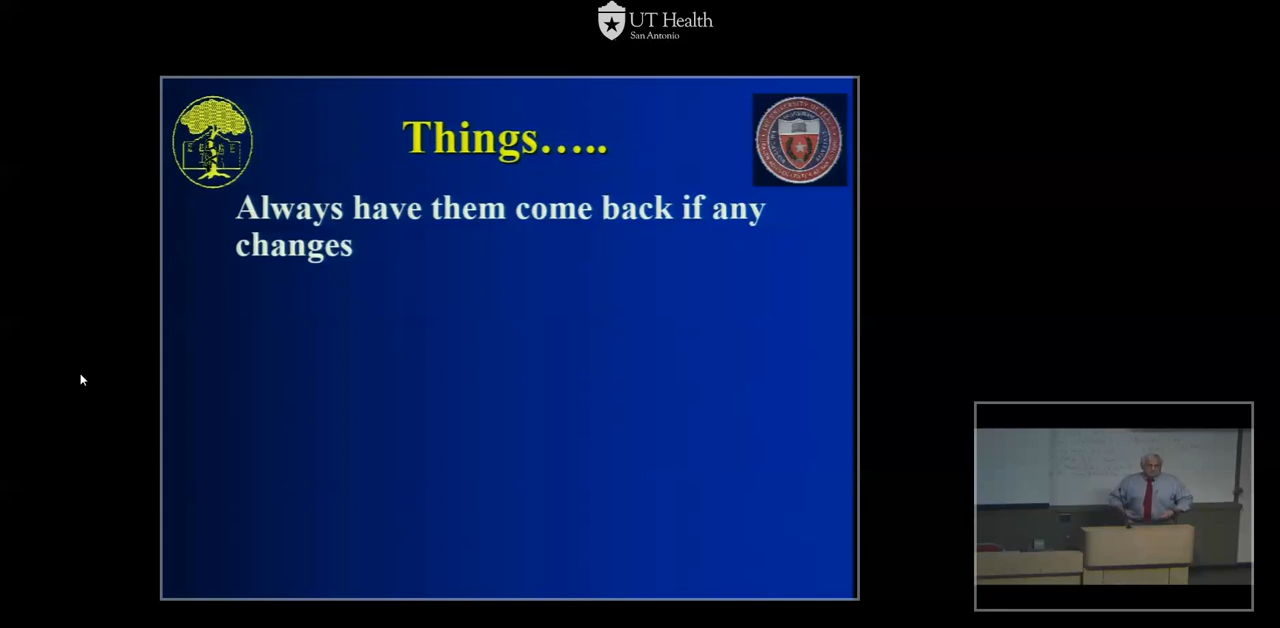 UT Health
San Antonio
Things…..
Always have them come back if any
changes